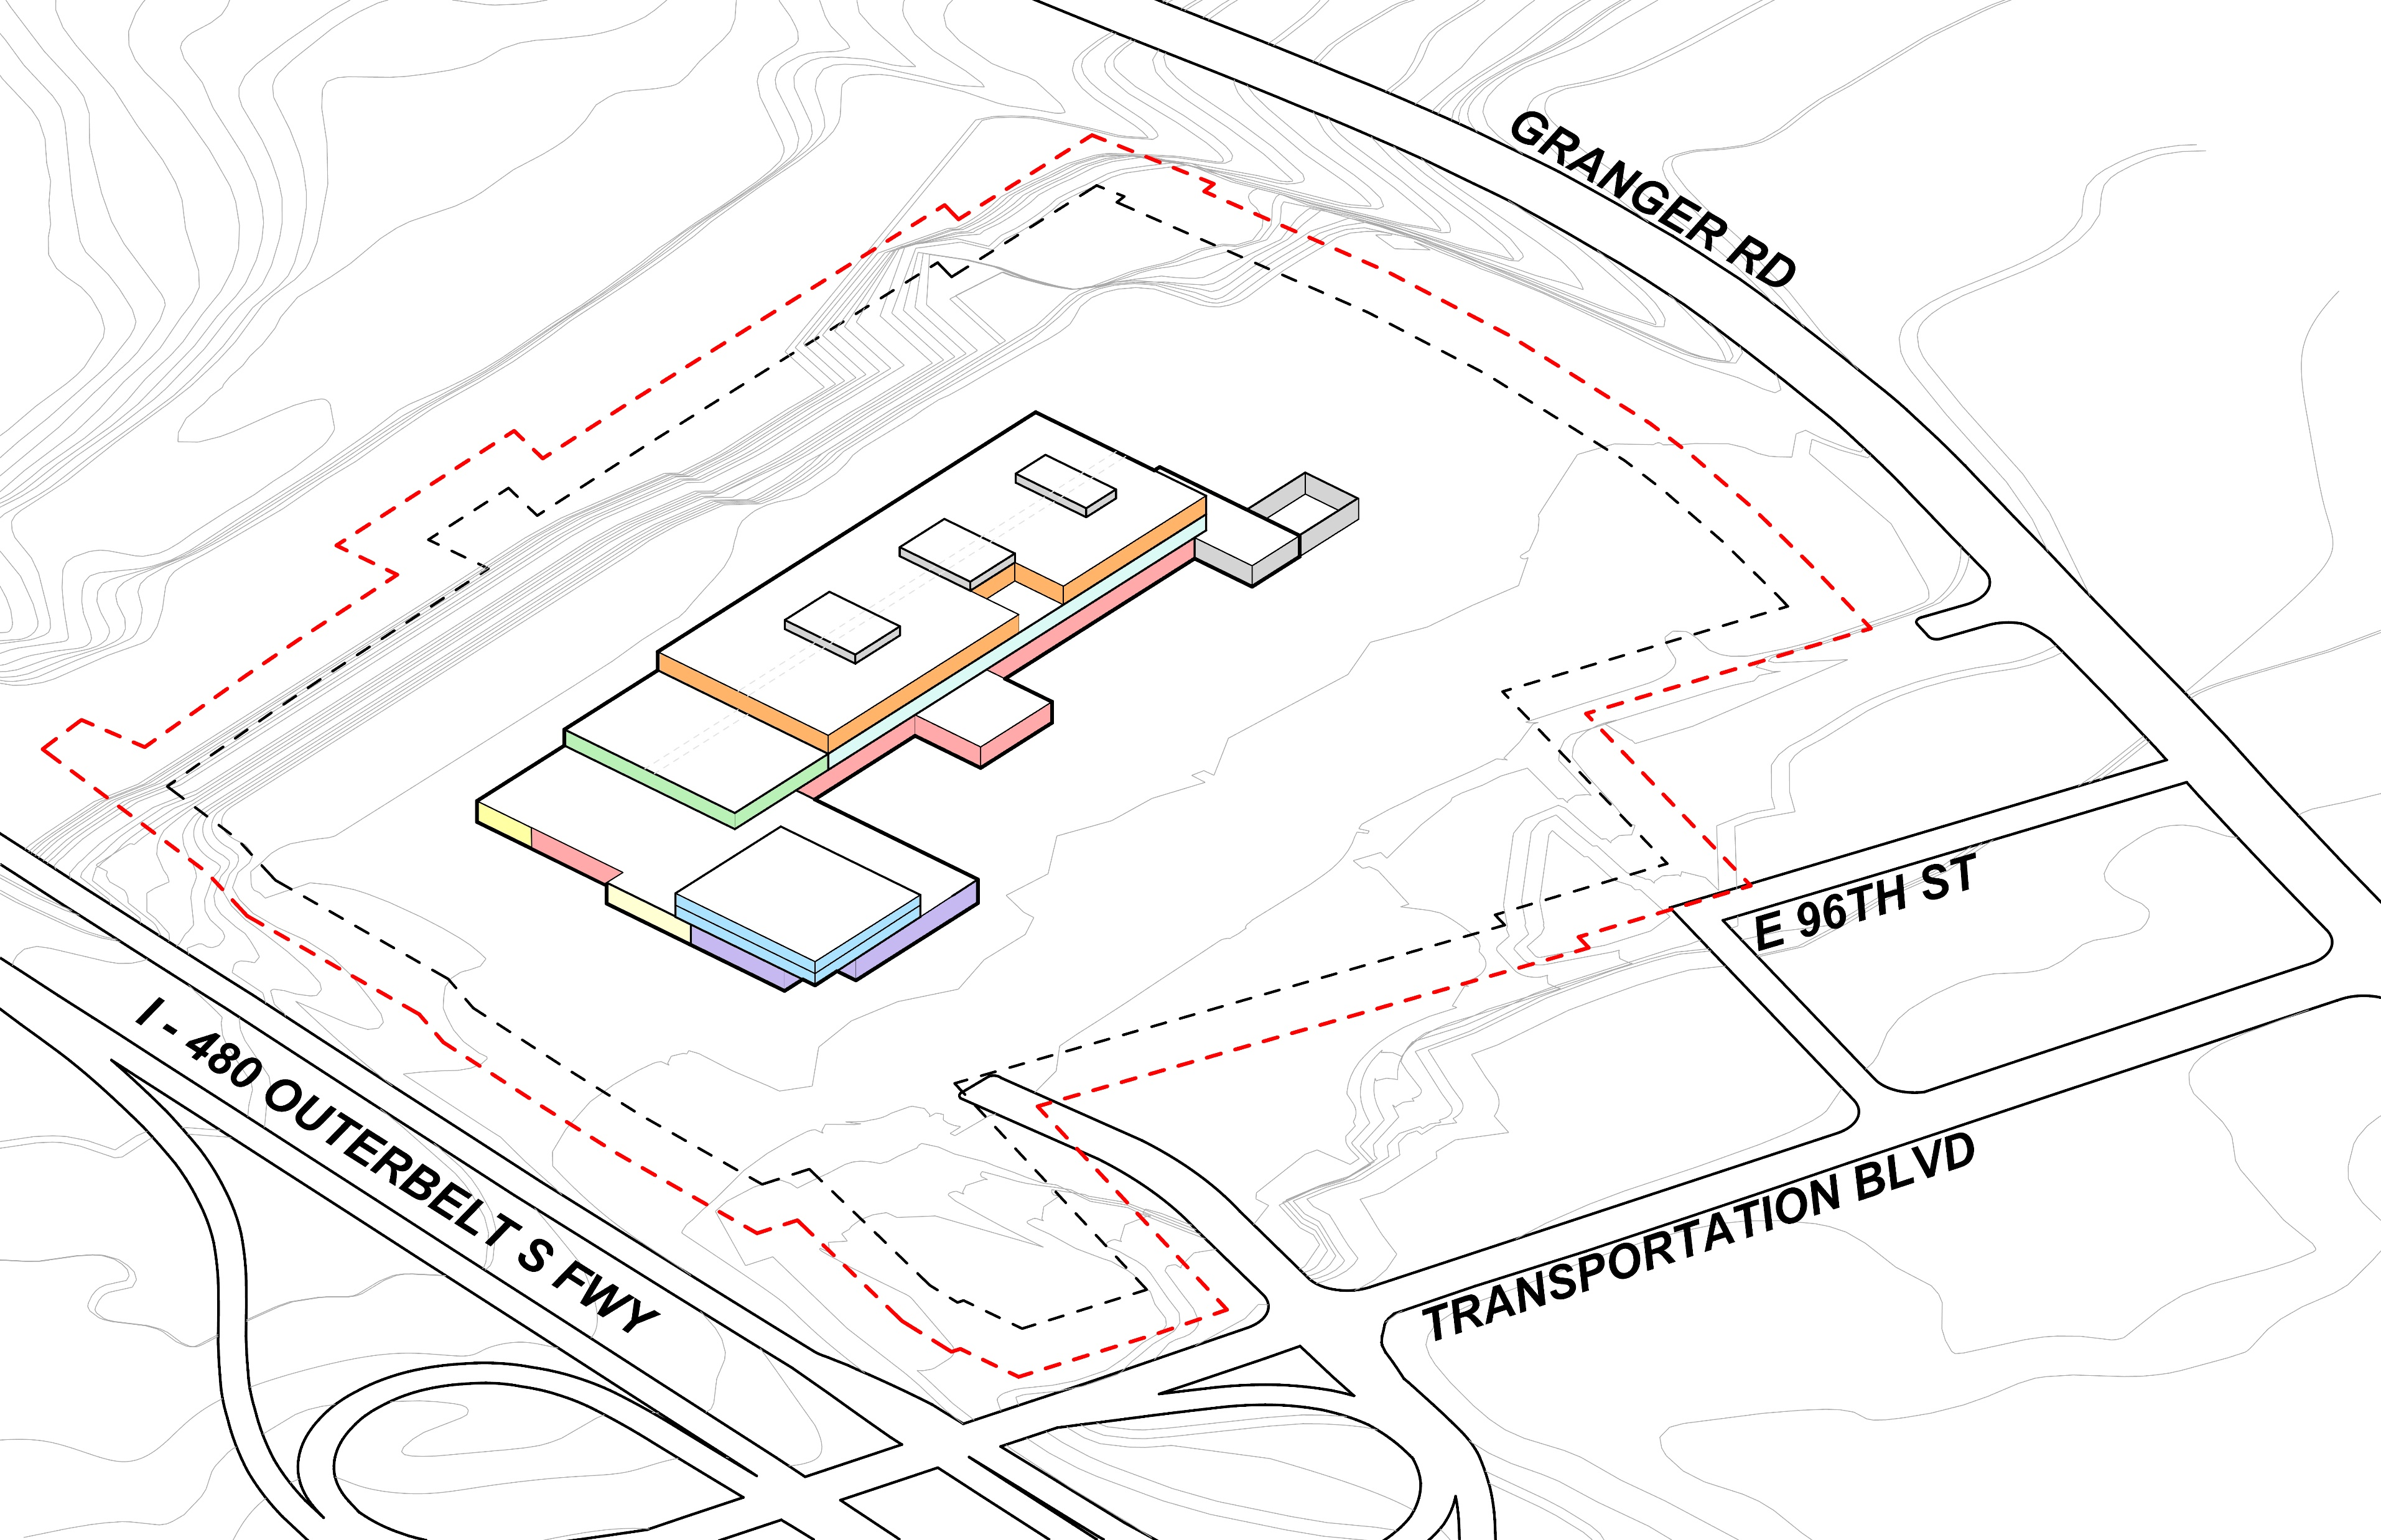 GRANGER RD
E 96TH ST
I - 480 OUTERBELT S FWY
TRANSPORTATION BLVD